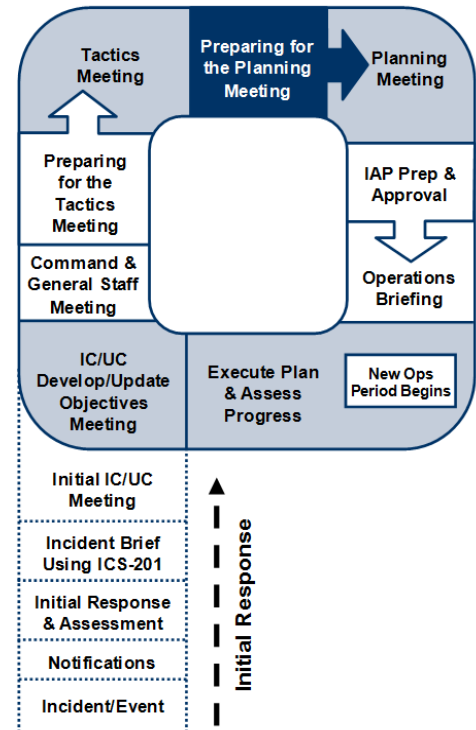 Tactics
Meeting
Preparing for
the Planning
Meeting
Planning
Meeting
Preparing
for the
Tactics
Meeting
IAP Prep &
Approval
Command &
General Staff
Meeting
Operations
Briefing
IC/UC
Develop/Update
Objectives
Meeting
Execute Plan
& Assess
Progress
New Ops
Period Begins
Initial IC/UC
Meeting
Incident Brief
Using ICS-201
Initial Response
& Assessment
Notifications
Incident/Event
Initial Response